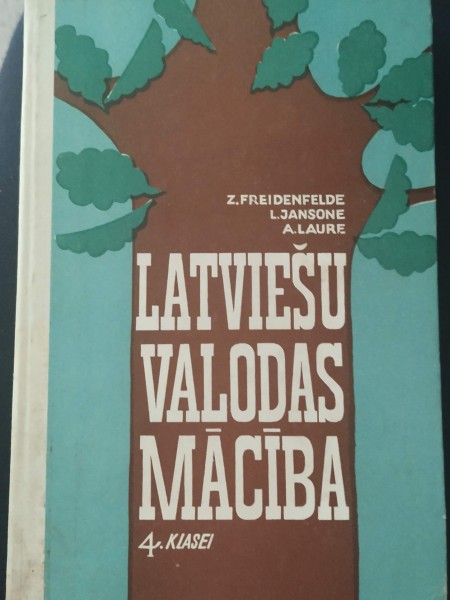 Z.FREIDENFELDE
L.JANSONE
A.LAURE
LATVIEŠU
VALODAS
MĀCĪBA
4. KLASEI